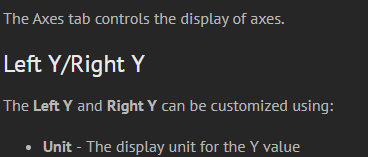 The Axes tab controls the display of axes.
Left Y/Right Y
The Left Y and Right Y can be customized using:
• Unit - The display unit for the Y value